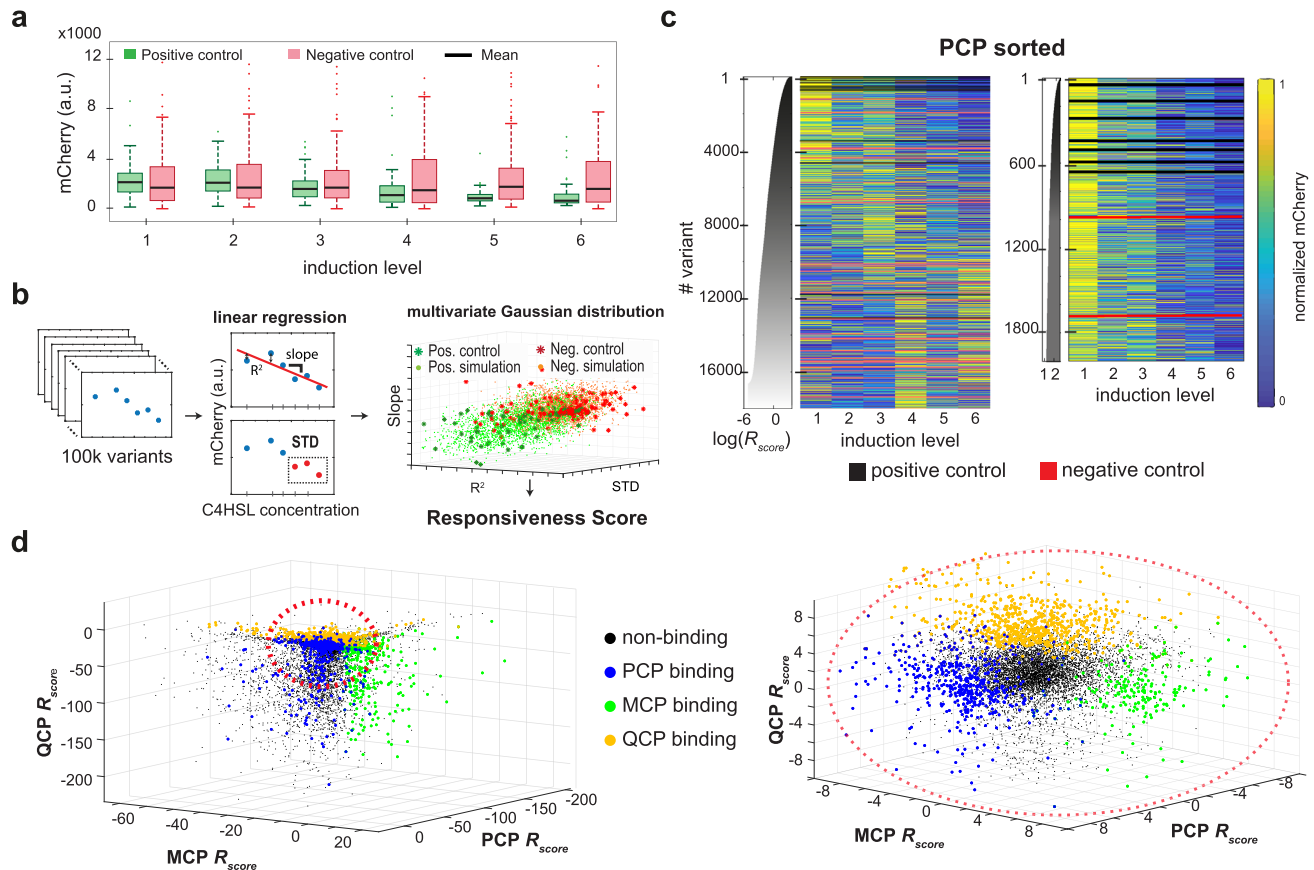 a
x1000
Positive control
Negative control
Mean
12
8
4
0
mCherry (a.u.)
1 2 3 4 5 6
induction level
b
100k variants
linear regression
R²
slope
STD
mCherry (a.u.)
C4HSL concentration
multivariate Gaussian distribution
Pos. control
Pos. simulation
Neg. control
Neg. simulation
Slope
R²
STD
Responsiveness Score
c
PCP sorted
1
4000
8000
12000
16000
# variant
-6 0
log(Rscore)
1 2 3 4 5 6
induction level
1
600
1200
1800
1 2
1 2 3 4 5 6
induction level
1
0
normalized mCherry
positive control
negative control
d
0
-50
-100
-150
-200
QCP Rscore
-60 -40 -20 0 20
MCP Rscore
0 -50 -100 -150 -200
PCP Rscore
non-binding
PCP binding
MCP binding
QCP binding
8
4
0
-4
-8
QCP Rscore
-8 -4 0 4 8
MCP Rscore
8 4 0 -4 -8
PCP Rscore